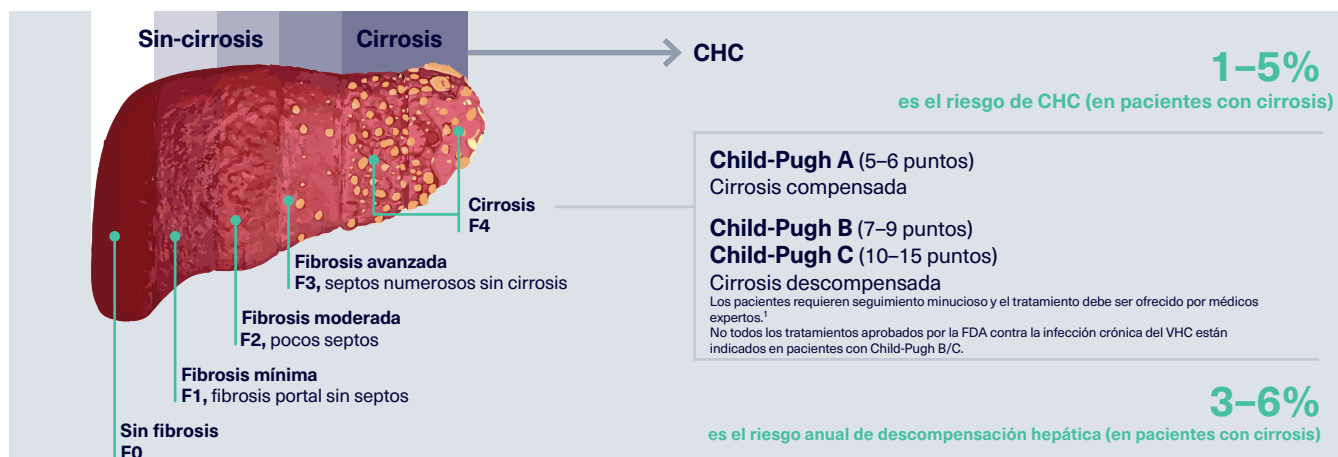 Sin-cirrosis
Cirrosis
CHC
1–5%
es el riesgo de CHC (en pacientes con cirrosis)
Child-Pugh A (5–6 puntos)
Cirrosis compensada
Child-Pugh B (7–9 puntos)
Child-Pugh C (10–15 puntos)
Cirrosis descompensada
Los pacientes requieren seguimiento minucioso y el tratamiento debe ser ofrecido por médicos
expertos.¹
No todos los tratamientos aprobados por la FDA contra la infección crónica del VHC están
indicados en pacientes con Child-Pugh B/C.
Cirrosis
F4
Fibrosis avanzada
F3, septos numerosos sin cirrosis
Fibrosis moderada
F2, pocos septos
Fibrosis mínima
F1, fibrosis portal sin septos
Sin fibrosis
F0
3–6%
es el riesgo anual de descompensación hepática (en pacientes con cirrosis)